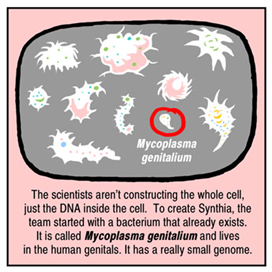 Mycoplasma
genitalium
The scientists aren't constructing the whole cell,
just the DNA inside the cell. To create Synthia, the
team started with a bacterium that already exists.
It is called Mycoplasma genitalium and lives
in the human genitals. It has a really small genome.